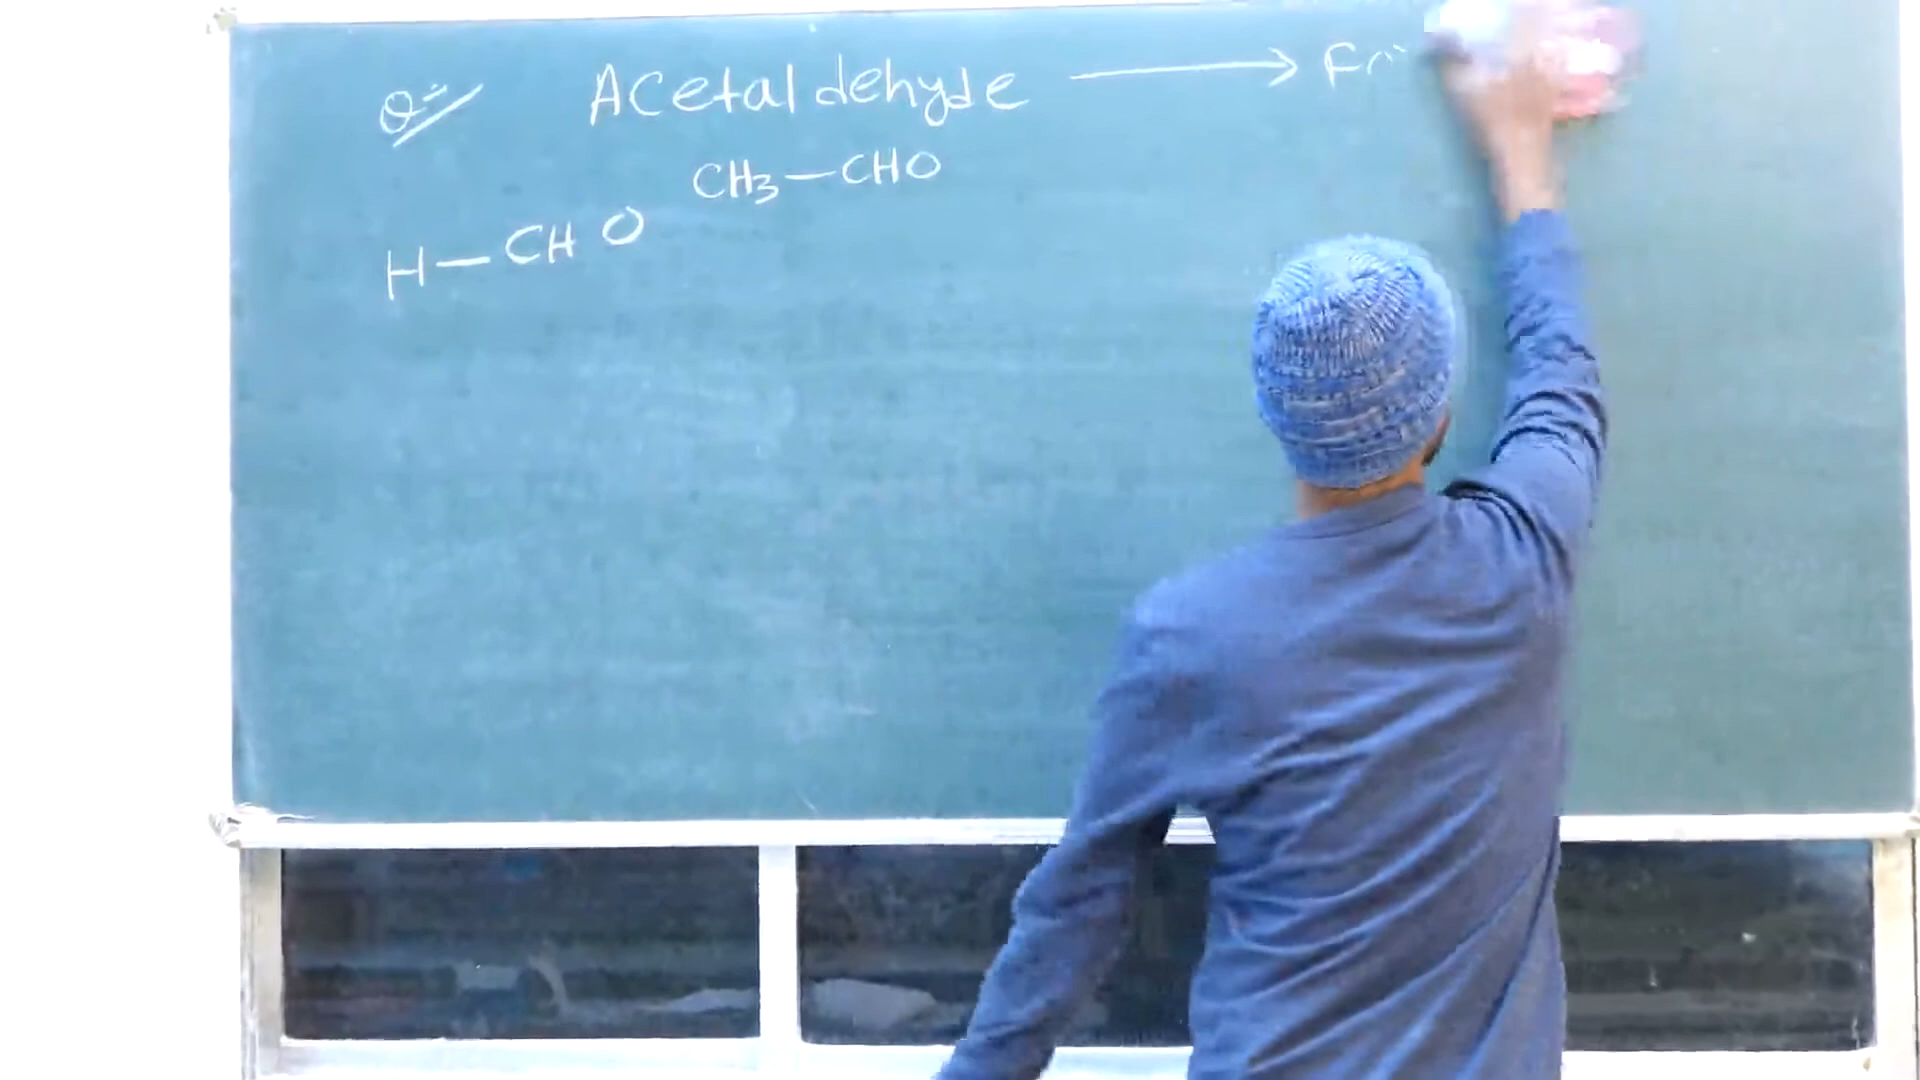 Q:- Acetaldehyde ⟶
CH3—CHO
H—CHO